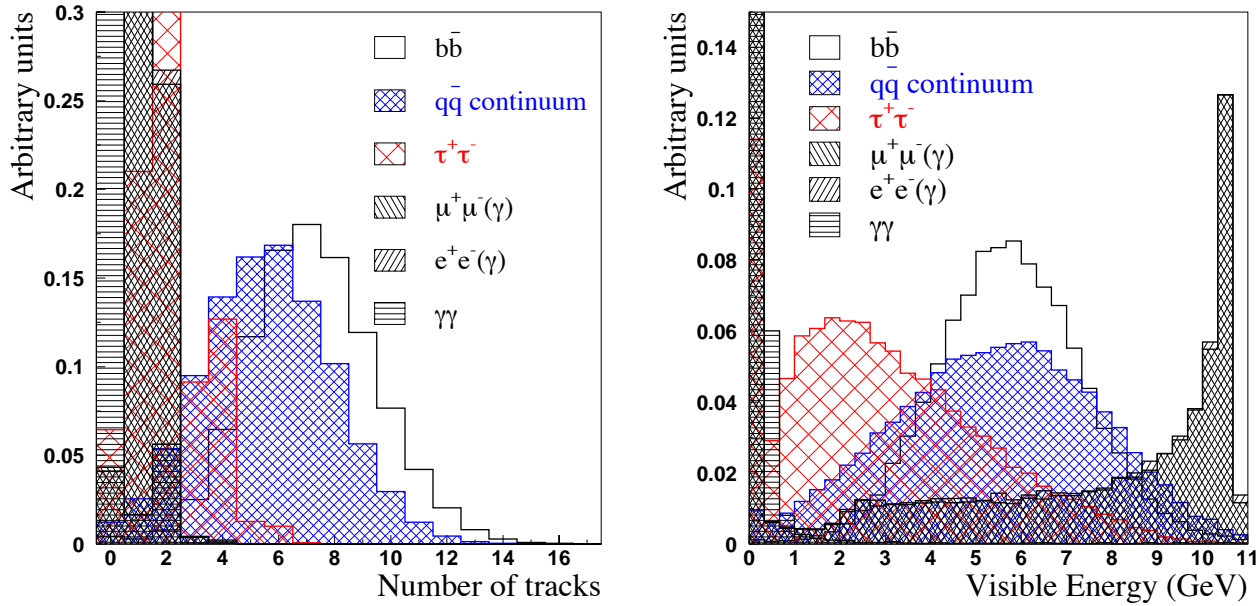 Arbitrary units
0.3
0.25
0.2
0.15
0.1
0.05
0
bb̄
qq̄ continuum
τ⁺τ⁻
μ⁺μ⁻(γ)
e⁺e⁻(γ)
γγ
0 2 4 6 8 10 12 14 16
Number of tracks
Arbitrary units
0.14
0.12
0.1
0.08
0.06
0.04
0.02
0
bb̄
qq̄ continuum
τ⁺τ⁻
μ⁺μ⁻(γ)
e⁺e⁻(γ)
γγ
0 1 2 3 4 5 6 7 8 9 10 11
Visible Energy (GeV)